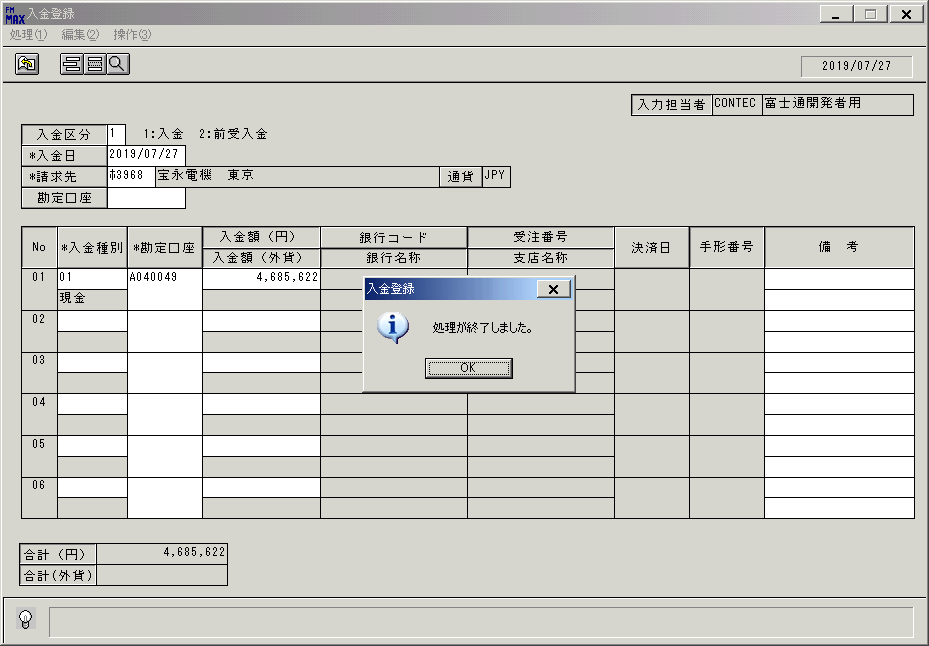 FM MAX 入金登録
処理(1) 編集(2) 操作(3)
2019/07/27
入力担当者 CONTEC 富士通開発者用
入金区分 1 1:入金 2:前受入金
*入金日 2019/07/27
*請求先 ﾎ3968 宝永電機 東京 通貨 JPY
勘定口座
No *入金種別 *勘定口座 入金額(円) 銀行コード 受注番号 決済日 手形番号 備 考
入金額(外貨) 銀行名称 支店名称
01 01 A040049 4,685,622
現金
02
03
04
05
06
入金登録
処理が終了しました。
OK
合計(円) 4,685,622
合計(外貨)